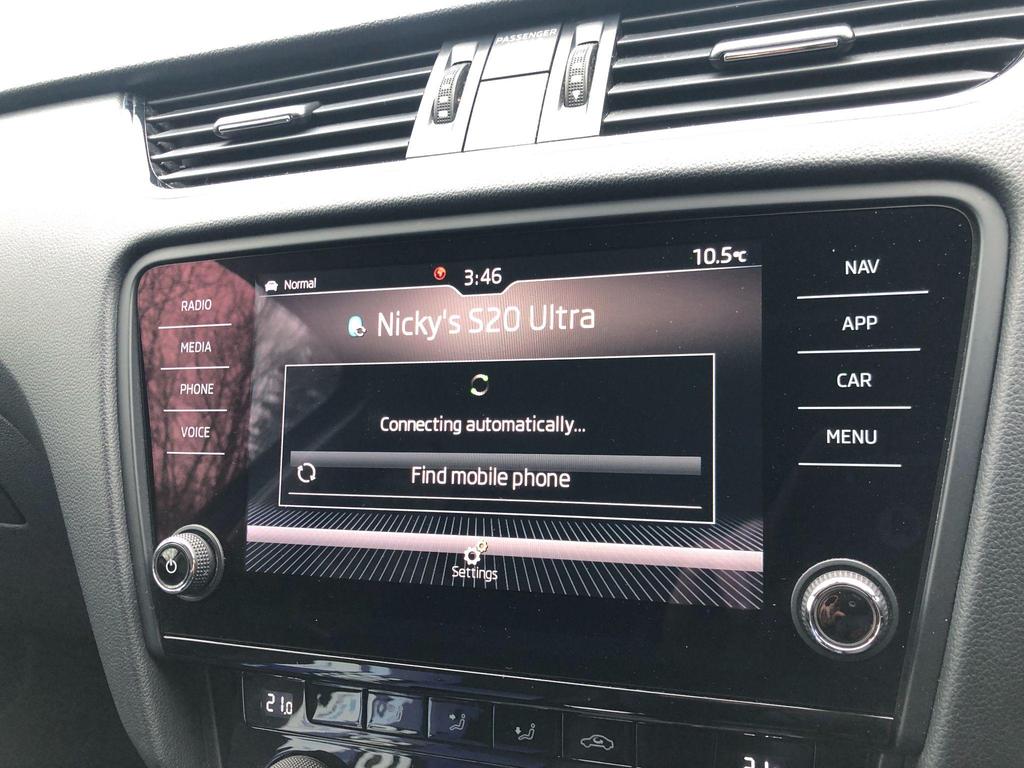 PASSENGER
Normal
3:46
10.5°C
Nicky's S20 Ultra
Connecting automatically...
Find mobile phone
Settings
RADIO
MEDIA
PHONE
VOICE
NAV
APP
CAR
MENU
21.0